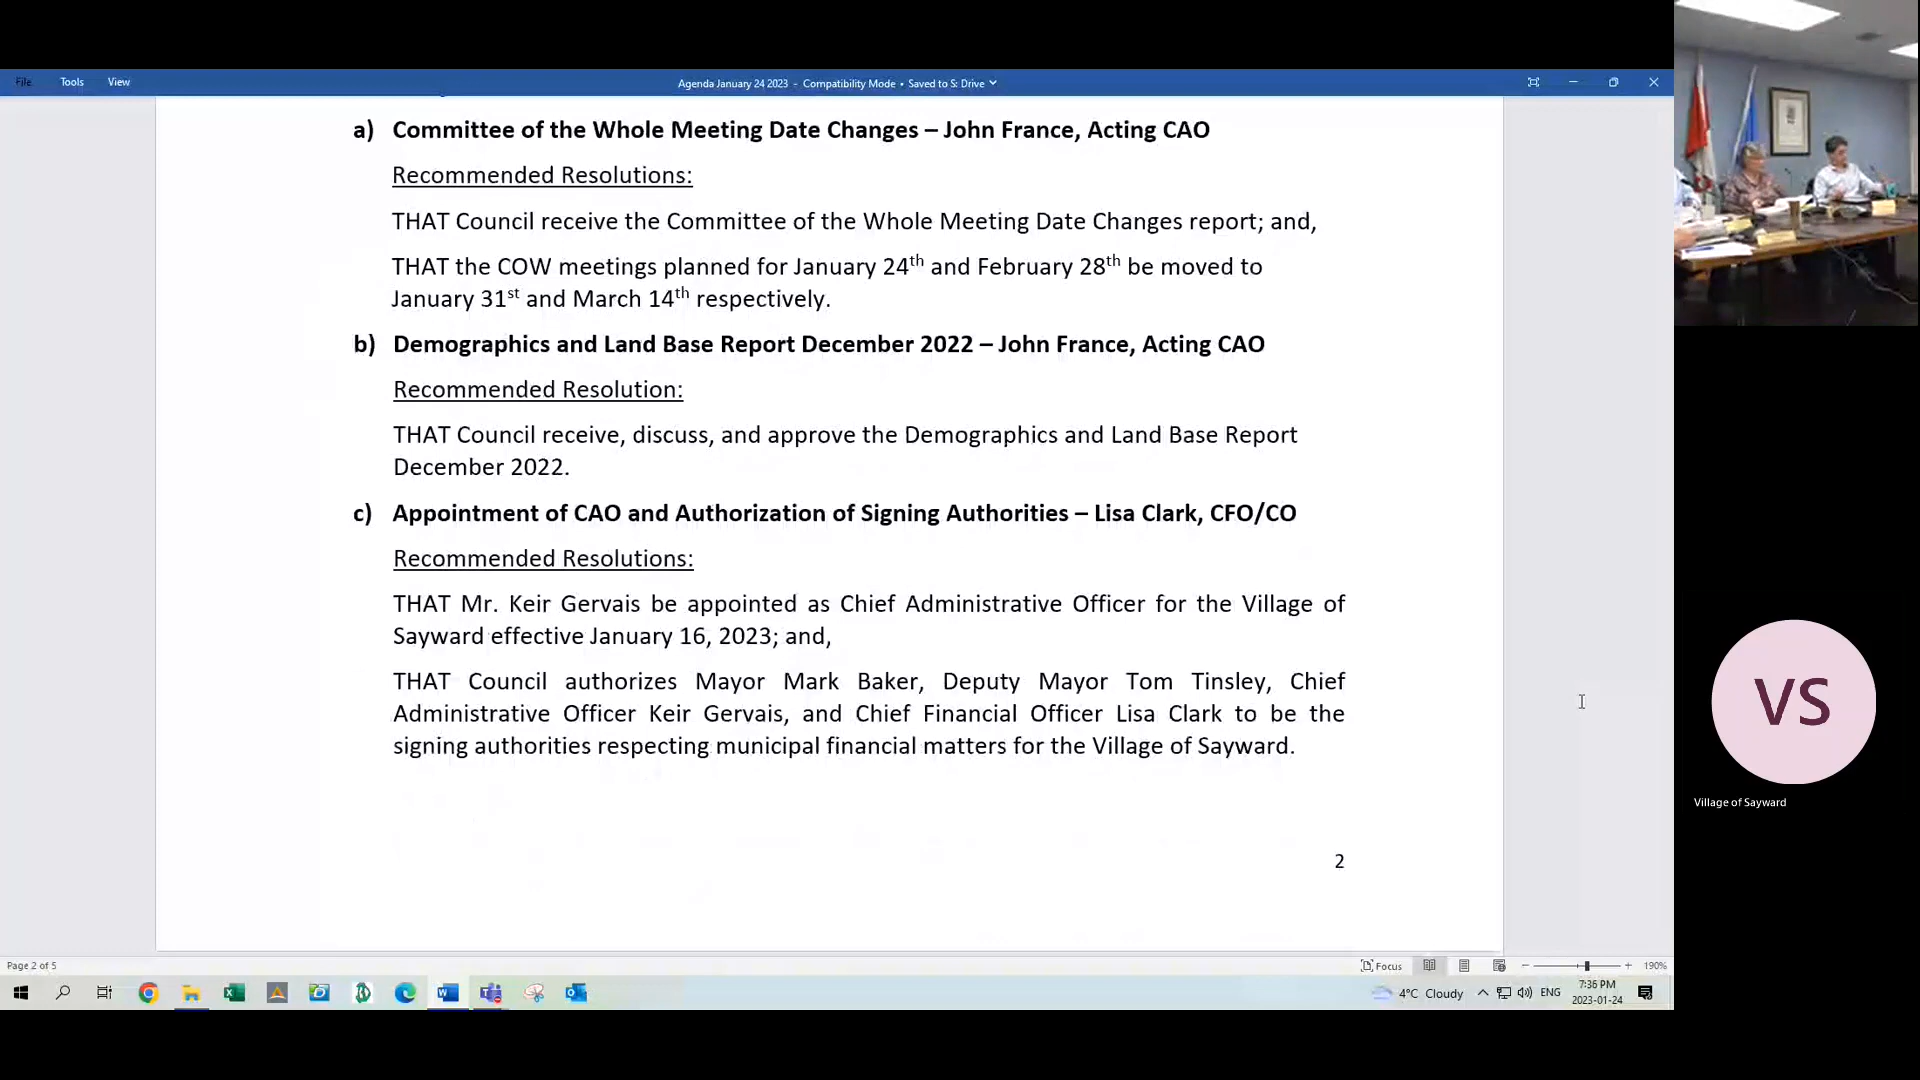 File Tools View Agenda January 24 2023 - Compatibility Mode • Saved to S: Drive
a) Committee of the Whole Meeting Date Changes – John France, Acting CAO
Recommended Resolutions:
THAT Council receive the Committee of the Whole Meeting Date Changes report; and,
THAT the COW meetings planned for January 24th and February 28th be moved to
January 31st and March 14th respectively.
b) Demographics and Land Base Report December 2022 – John France, Acting CAO
Recommended Resolution:
THAT Council receive, discuss, and approve the Demographics and Land Base Report
December 2022.
c) Appointment of CAO and Authorization of Signing Authorities – Lisa Clark, CFO/CO
Recommended Resolutions:
THAT Mr. Keir Gervais be appointed as Chief Administrative Officer for the Village of
Sayward effective January 16, 2023; and,
THAT Council authorizes Mayor Mark Baker, Deputy Mayor Tom Tinsley, Chief
Administrative Officer Keir Gervais, and Chief Financial Officer Lisa Clark to be the
signing authorities respecting municipal financial matters for the Village of Sayward.
2
VS
Village of Sayward
Page 2 of 5 Focus 190%
4°C Cloudy ENG 7:36 PM
2023-01-24